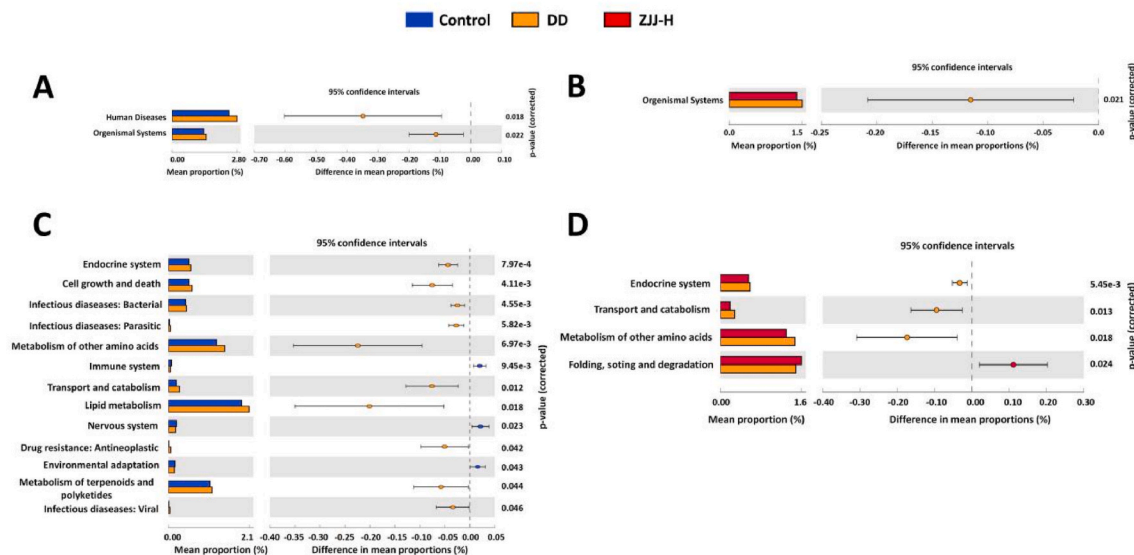 Control DD ZJJ-H
A
95% confidence intervals
Human Diseases 0.018
Orgenismal Systems 0.022
p-value (corrected)
0.00 2.80 -0.70 -0.60 -0.50 -0.40 -0.30 -0.20 -0.10 0.00 0.10
Mean proportion (%) Difference in mean proportions (%)
B
95% confidence intervals
Orgenismal Systems 0.021
p-value (corrected)
0.0 1.5 -0.25 -0.20 -0.15 -0.10 -0.05 0.0
Mean proportion (%) Difference in mean proportions (%)
C
95% confidence intervals
Endocrine system 7.97e-4
Cell growth and death 4.11e-3
Infectious diaseases: Bacterial 4.55e-3
Infectious diaseases: Parasitic 5.82e-3
Metabolism of other amino acids 6.97e-3
Immune system 9.45e-3
Transport and catabolism 0.012
Lipid metabolism 0.018
Nervous system 0.023
Drug resistance: Antineoplastic 0.042
Environmental adaptation 0.043
Metabolism of terpenoids and
polyketides 0.044
Infectious diaseases: Viral 0.046
p-value (corrected)
0.00 2.1 -0.40 -0.35 -0.30 -0.25 -0.20 -0.15 -0.10 -0.05 0.00 0.05
Mean proportion (%) Difference in mean proportions (%)
D
95% confidence intervals
Endocrine system 5.45e-3
Transport and catabolism 0.013
Metabolism of other amino acids 0.018
Folding, soting and degradation 0.024
p-value (corrected)
0.00 1.6 -0.40 -0.30 -0.20 -0.10 0.00 0.10 0.20 0.30
Mean proportion (%) Difference in mean proportions (%)